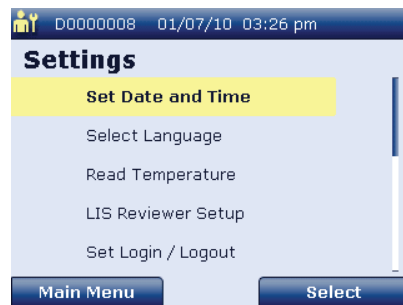 D0000008 01/07/10 03:26 pm
Settings
Set Date and Time
Select Language
Read Temperature
LIS Reviewer Setup
Set Login / Logout
Main Menu Select